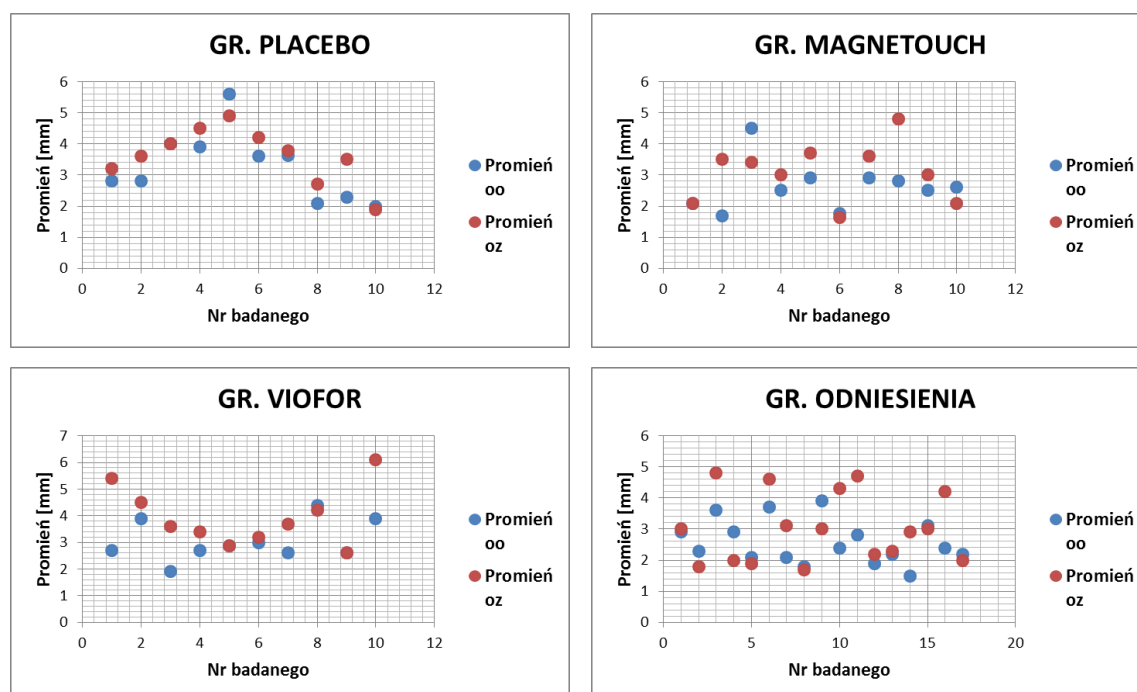 GR. PLACEBO
6
5
4
3
2
1
0
Promień [mm]
0 2 4 6 8 10 12
Nr badanego
Promień
oo
Promień
oz
GR. MAGNETOUCH
6
5
4
3
2
1
0
Promień [mm]
0 2 4 6 8 10 12
Nr badanego
Promień
oo
Promień
oz
GR. VIOFOR
7
6
5
4
3
2
1
0
Promień [mm]
0 2 4 6 8 10 12
Nr badanego
Promień
oo
Promień
oz
GR. ODNIESIENIA
6
5
4
3
2
1
0
Promień [mm]
0 5 10 15 20
Nr badanego
Promień
oo
Promień
oz